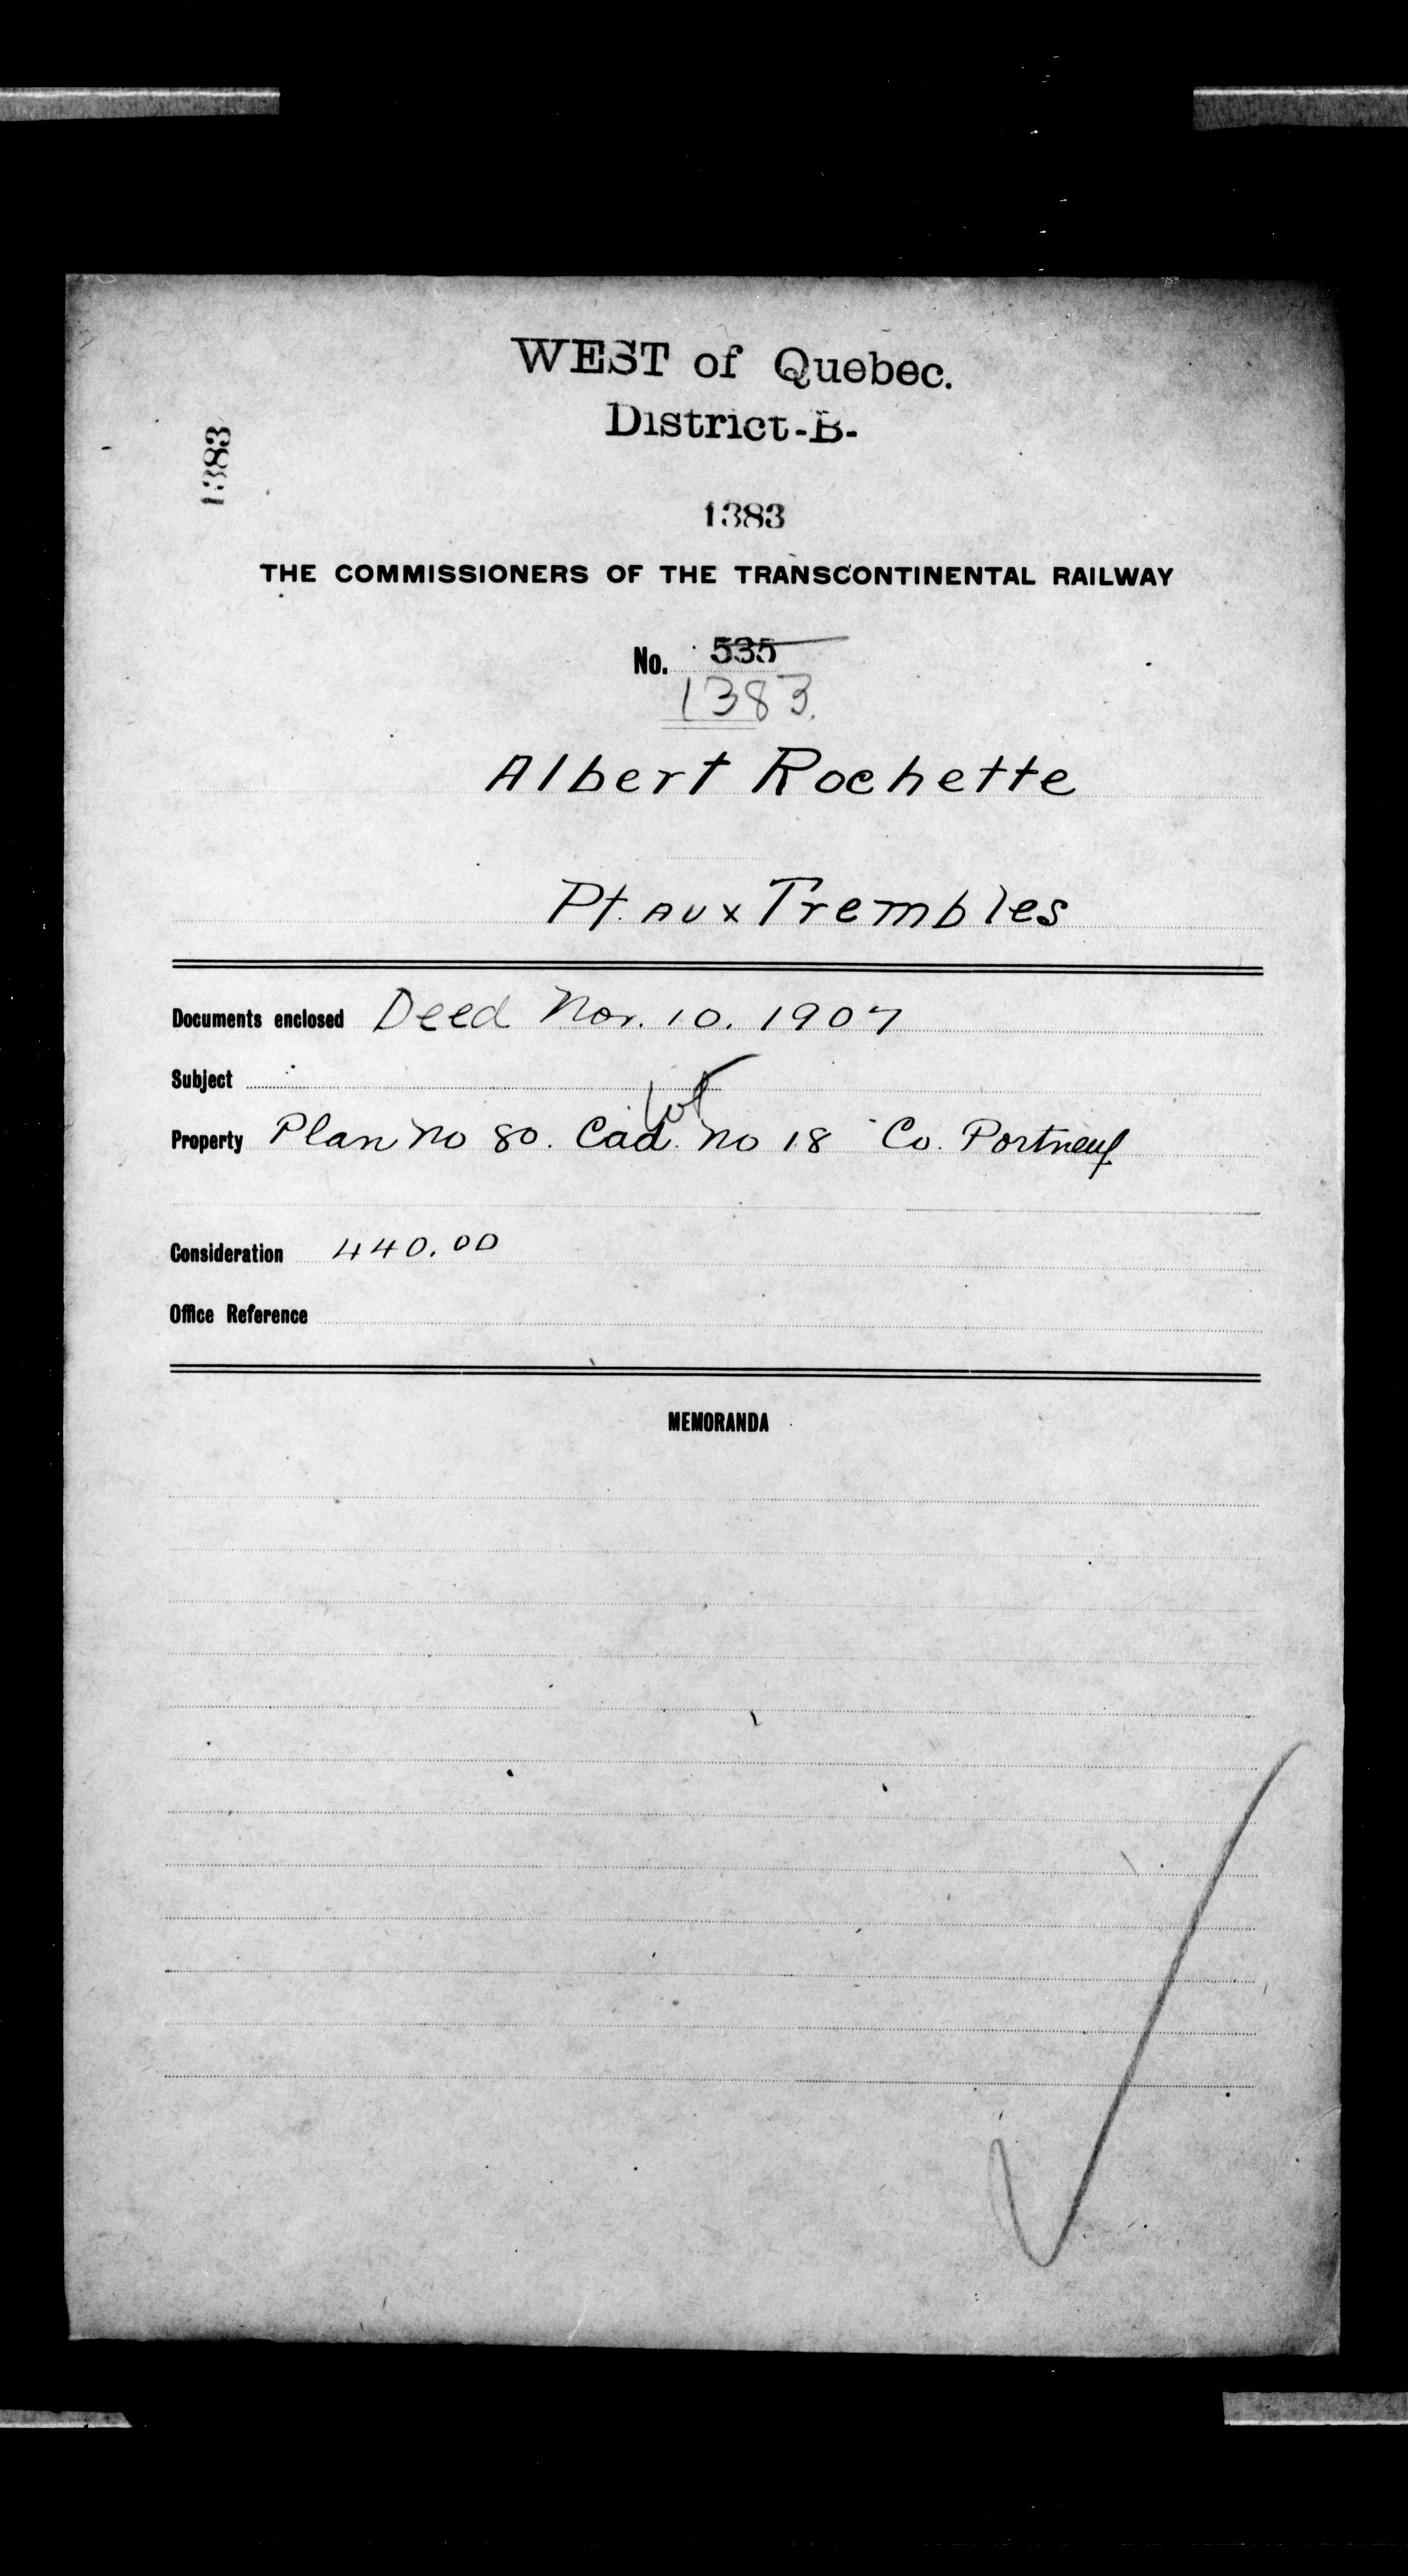 WEST of Quebec.
District-B-
1383
1383
THE COMMISSIONERS OF THE TRANSCONTINENTAL RAILWAY
No. 535
1383.
Albert Rochette
Pt. aux Trembles
Documents enclosed Deed Nov. 10. 1907
Subject
lot
Property Plan no 80. Cad. no 18 Co. Portneuf
Consideration 440.00
Office Reference
MEMORANDA